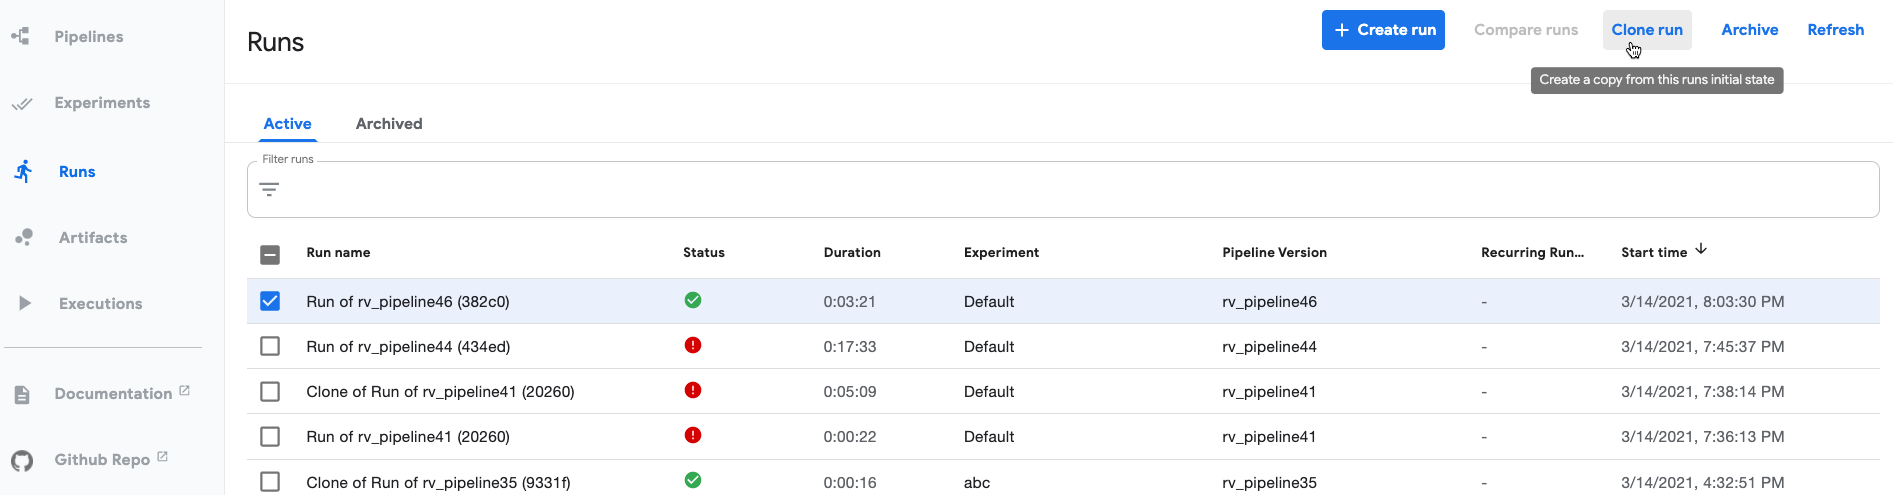 Pipelines
Experiments
Runs
Artifacts
Executions
Documentation
Github Repo
Runs
+ Create run Compare runs Clone run Archive Refresh
Create a copy from this runs initial state
Active Archived
Filter runs
Run name Status Duration Experiment Pipeline Version Recurring Run... Start time
Run of rv_pipeline46 (382c0) 0:03:21 Default rv_pipeline46 - 3/14/2021, 8:03:30 PM
Run of rv_pipeline44 (434ed) 0:17:33 Default rv_pipeline44 - 3/14/2021, 7:45:37 PM
Clone of Run of rv_pipeline41 (20260) 0:05:09 Default rv_pipeline41 - 3/14/2021, 7:38:14 PM
Run of rv_pipeline41 (20260) 0:00:22 Default rv_pipeline41 - 3/14/2021, 7:36:13 PM
Clone of Run of rv_pipeline35 (9331f) 0:00:16 abc rv_pipeline35 - 3/14/2021, 4:32:51 PM